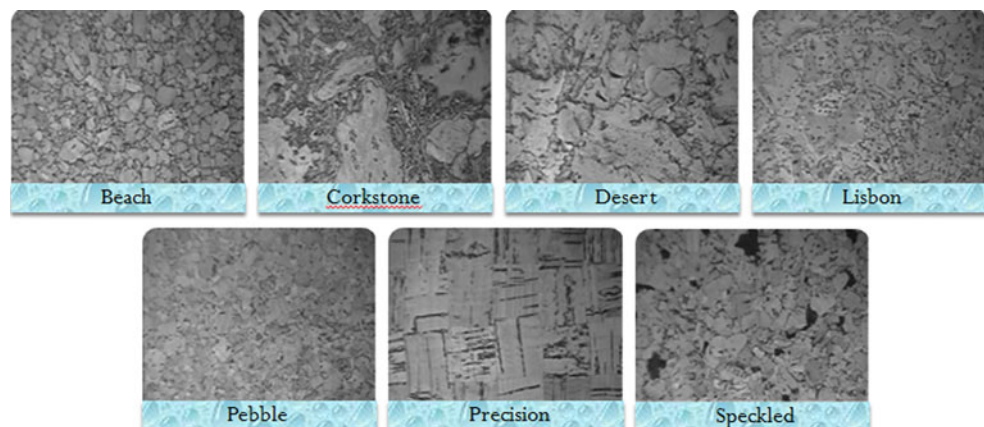 Beach
Corkstone
Desert
Lisbon
Pebble
Precision
Speckled